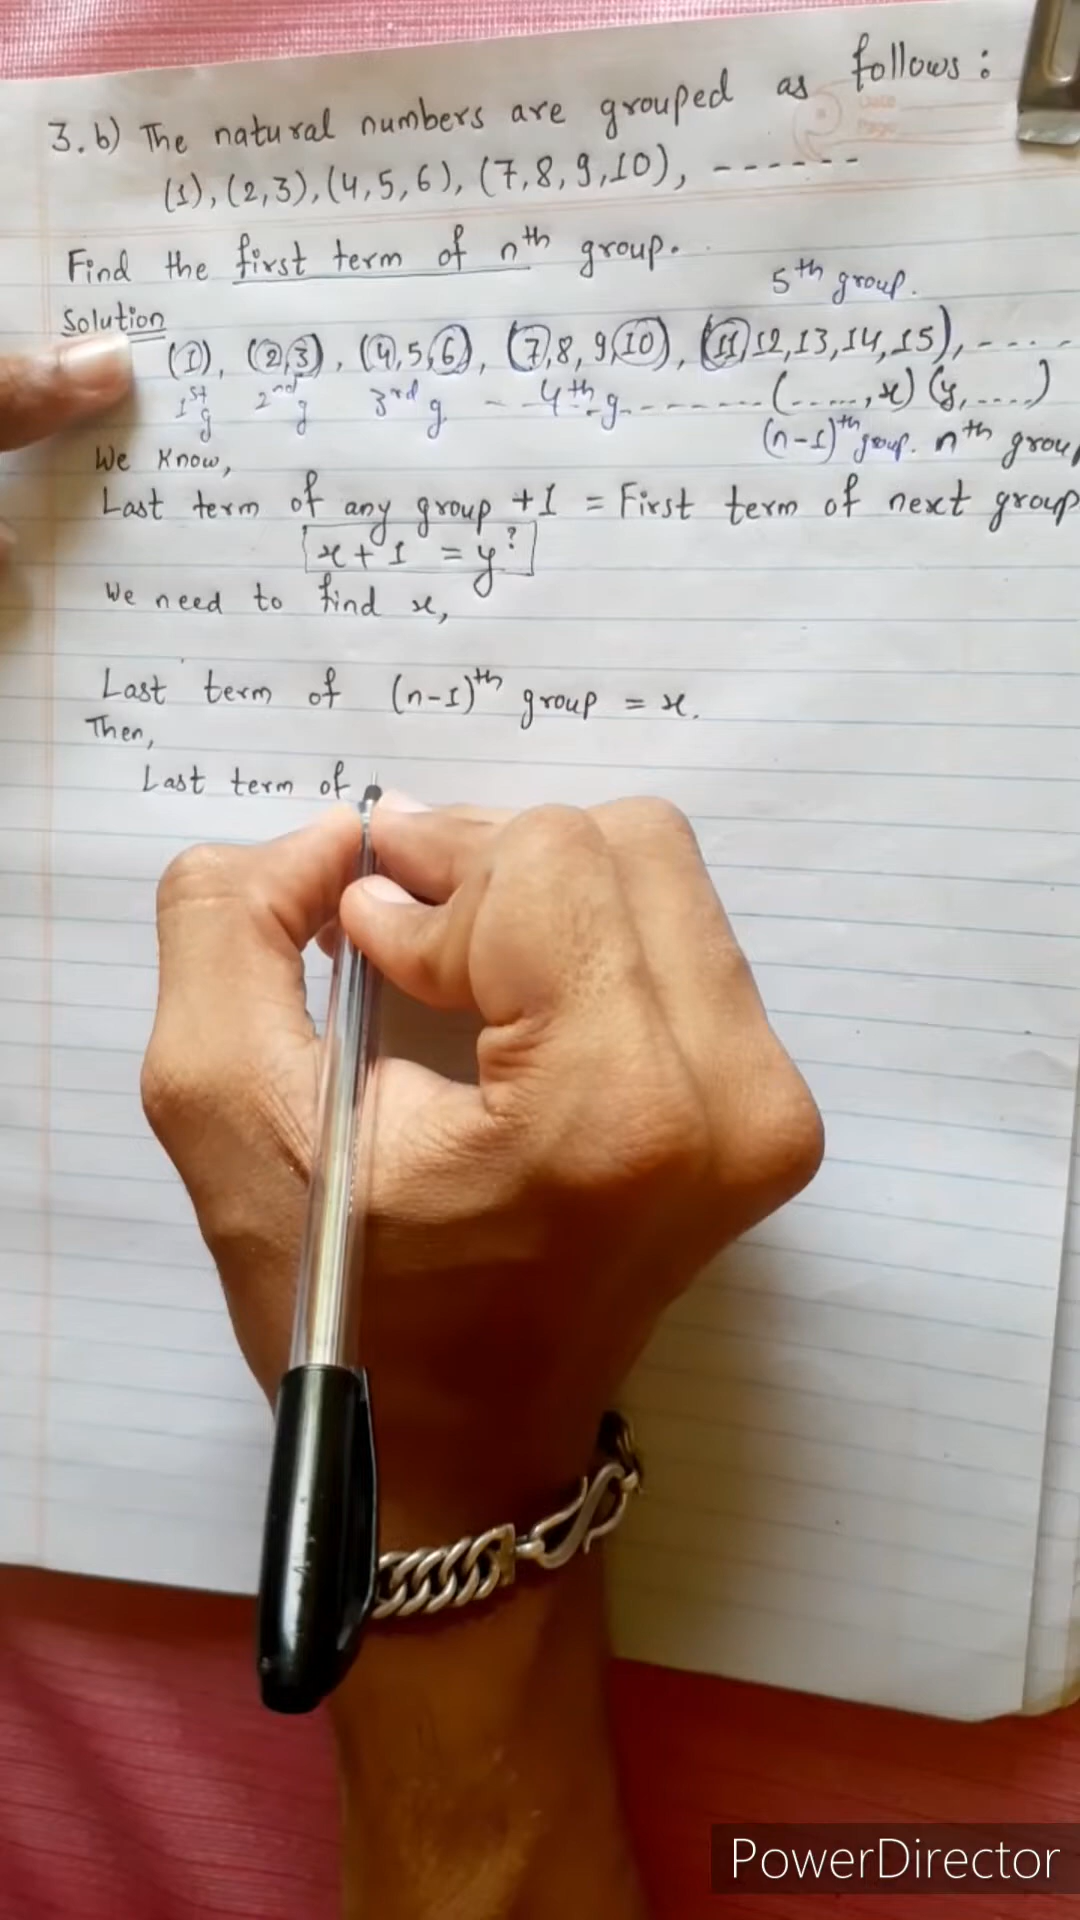 3. b) The natural numbers are grouped as follows:
(1), (2,3), (4,5,6), (7,8,9,10), ------
Find the first term of nth group.
5th group.
Solution
(1), (2,3), (4,5,6), (7,8,9,10), (11,12,13,14,15), -----
1st g 2nd g 3rd g -- 4th g. ------- (....., x) (y, ....)
(n-1)th group. nth group
We know,
Last term of any group +1 = First term of next group
x + 1 = y?
We need to find x,
Last term of (n-1)th group = x.
Then,
Last term of
PowerDirector